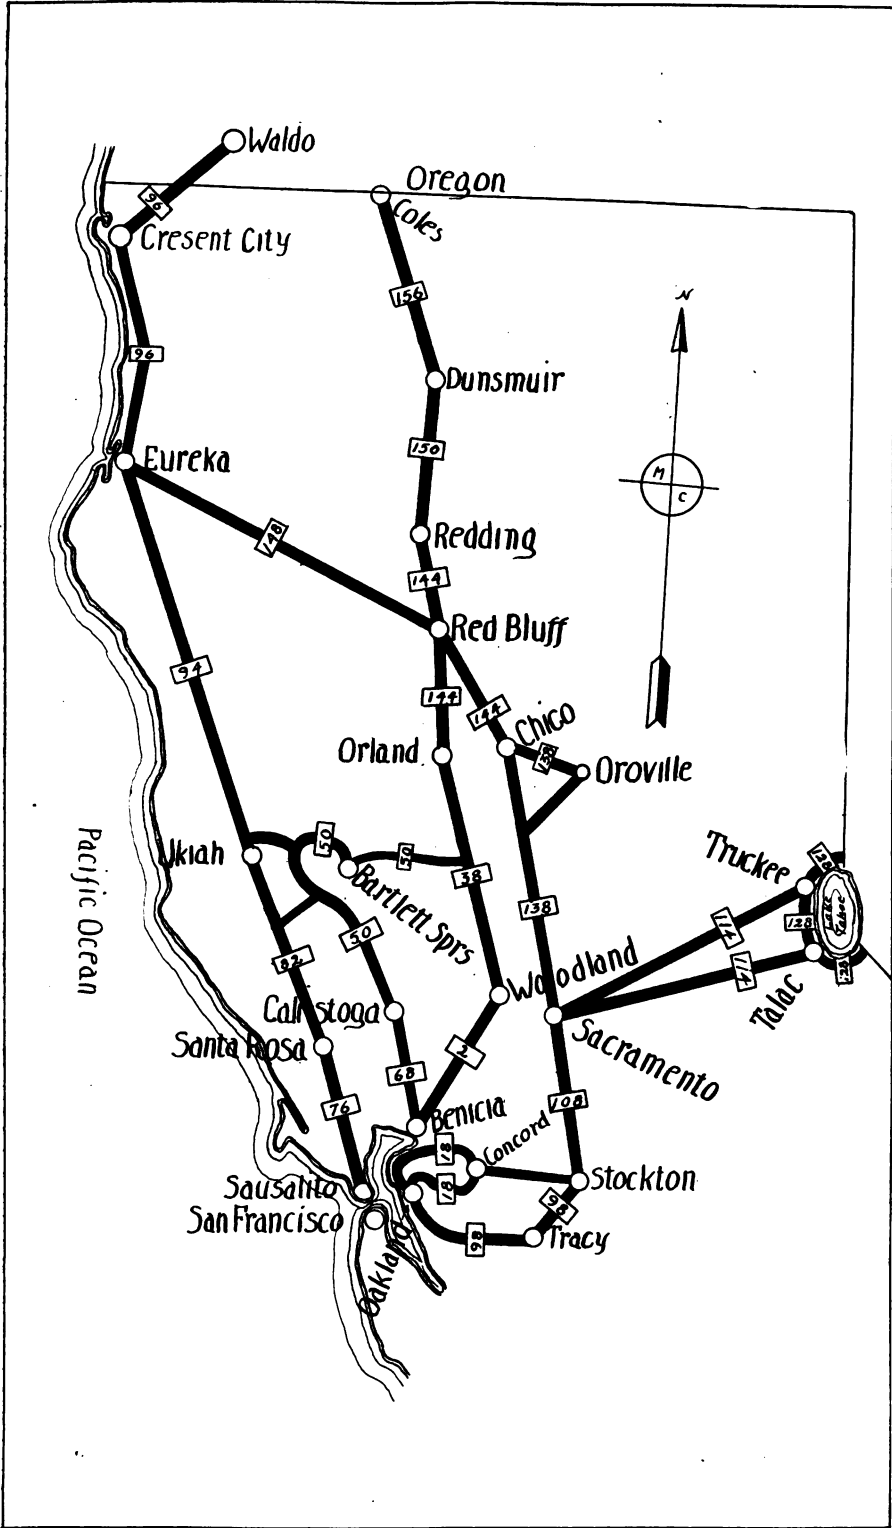 Waldo
Oregon
Coles
96
Cresent City
156
N
96
Dunsmuir
150
M
C
Eureka
148
Redding
144
Red Bluff
94
144
144
Chico
Orland
138
Oroville
Pacific Ocean
Ukiah
50
50
Bartlett Sprs
38
138
Truckee
128
114
128
Lake Tahoe
114
128
Talac
82
50
Woodland
Calistoga
Santa Rosa
Sacramento
2
68
76
108
Benicia
18
Concord
18
Sausalito
San Francisco
Oakland
Stockton
98
98
Tracy